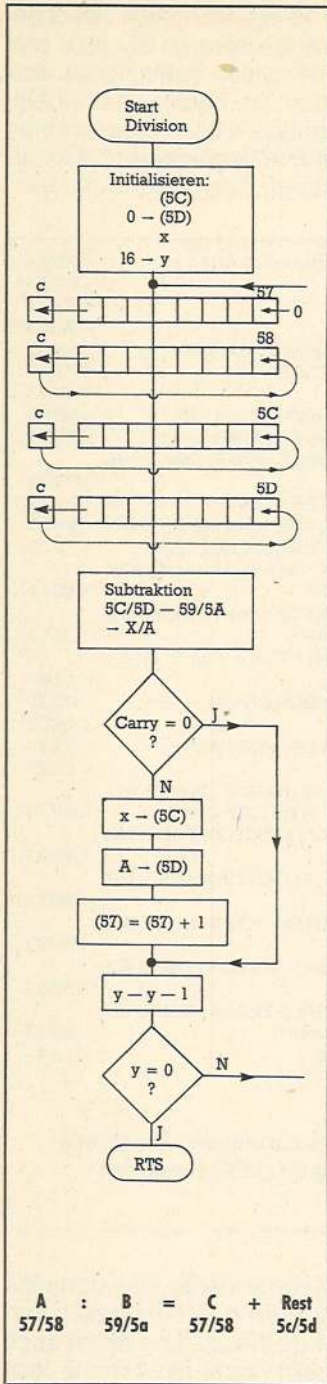 Start
Division
Initialisieren:
(5C)
0 → (5D)
x
16 → y
57
c
0
58
c
5C
c
5D
c
Subtraktion
5C/5D — 59/5A
→ X/A
Carry = 0
?
J
N
x → (5C)
A → (5D)
(57) = (57) + 1
y — y — 1
y = 0
?
N
J
RTS
A : B = C + Rest
57/58 59/5a 57/58 5c/5d